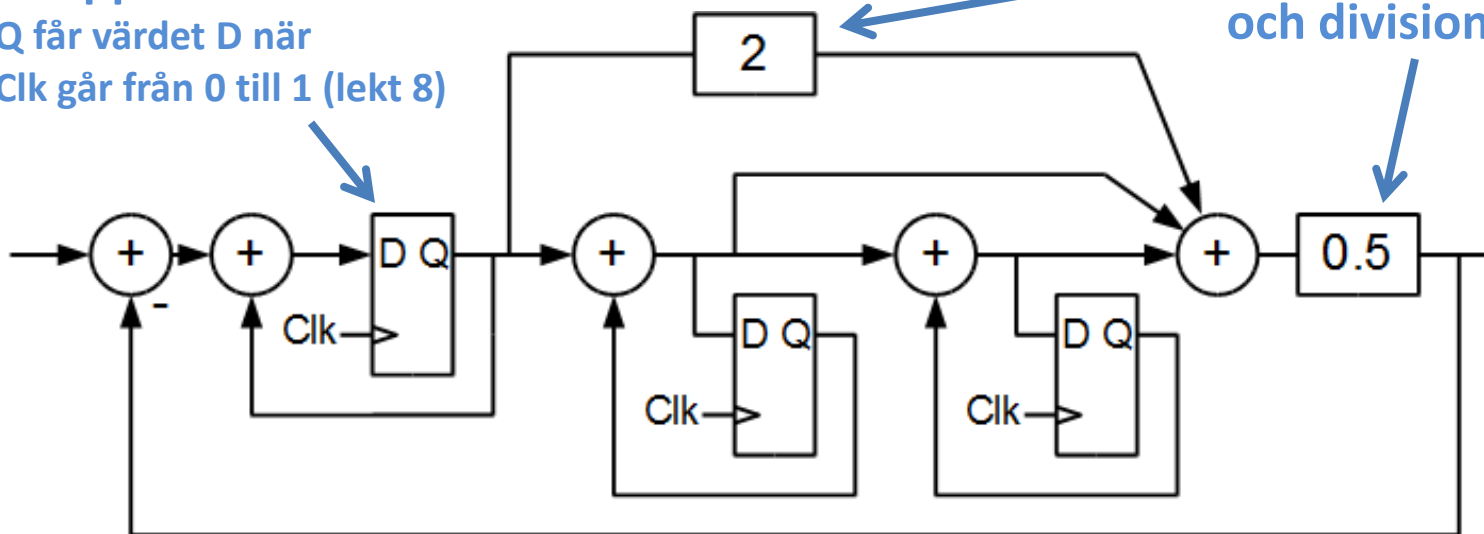 Q får värdet D när
Clk går från 0 till 1 (lekt 8)
och division
2
+
+
D Q
Clk
+
+
+
0.5
-
D Q
Clk
D Q
Clk